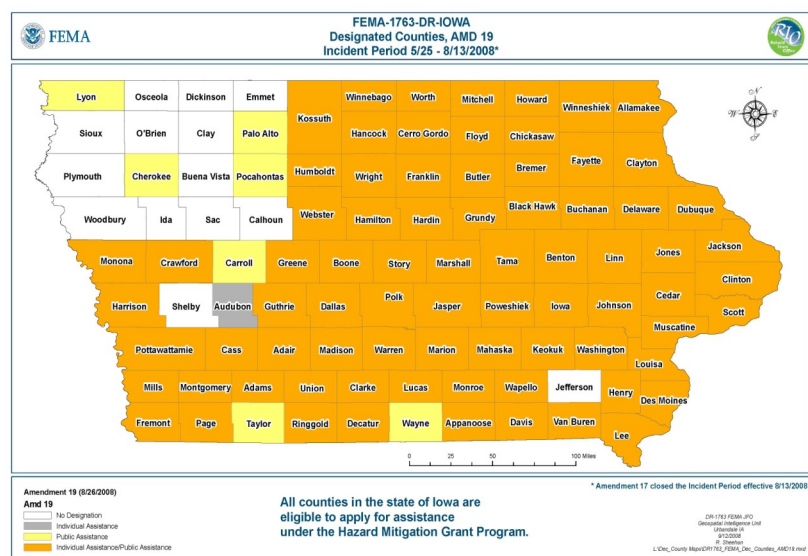 FEMA
FEMA-1763-DR-IOWA
Designated Counties, AMD 19
Incident Period 5/25 - 8/13/2008*
RIO
Lyon Osceola Dickinson Emmet
Kossuth Winnebago Worth Mitchell Howard Winneshiek Allamakee
Sioux O'Brien Clay Palo Alto Hancock Cerro Gordo Floyd Chickasaw
Plymouth Cherokee Buena Vista Pocahontas Humboldt Wright Franklin Butler Bremer Fayette Clayton
Woodbury Ida Sac Calhoun Webster Hamilton Hardin Grundy Black Hawk Buchanan Delaware Dubuque
Monona Crawford Carroll Greene Boone Story Marshall Tama Benton Linn Jones Jackson
Clinton
Harrison Shelby Audubon Guthrie Dallas Polk Jasper Poweshiek Iowa Johnson Cedar Scott
Muscatine
Pottawattamie Cass Adair Madison Warren Marion Mahaska Keokuk Washington Louisa
Mills Montgomery Adams Union Clarke Lucas Monroe Wapello Jefferson Henry Des Moines
Fremont Page Taylor Ringgold Decatur Wayne Appanoose Davis Van Buren Lee
N
W E
S
0 25 50 100 Miles
* Amendment 17 closed the Incident Period effective 8/13/2008
Amendment 19 (8/26/2008)
Amd 19
No Designation
Individual Assistance
Public Assistance
Individual Assistance/Public Assistance
All counties in the state of Iowa are
eligible to apply for assistance
under the Hazard Mitigation Grant Program.
DR-1763 FEMA JFO
Geospatial Intelligence Unit
Urbandale IA
9/12/2008
R. Sheehan
L:\Dec_County Maps\DR1763_FEMA_Dec_Counties_AMD19.mxd